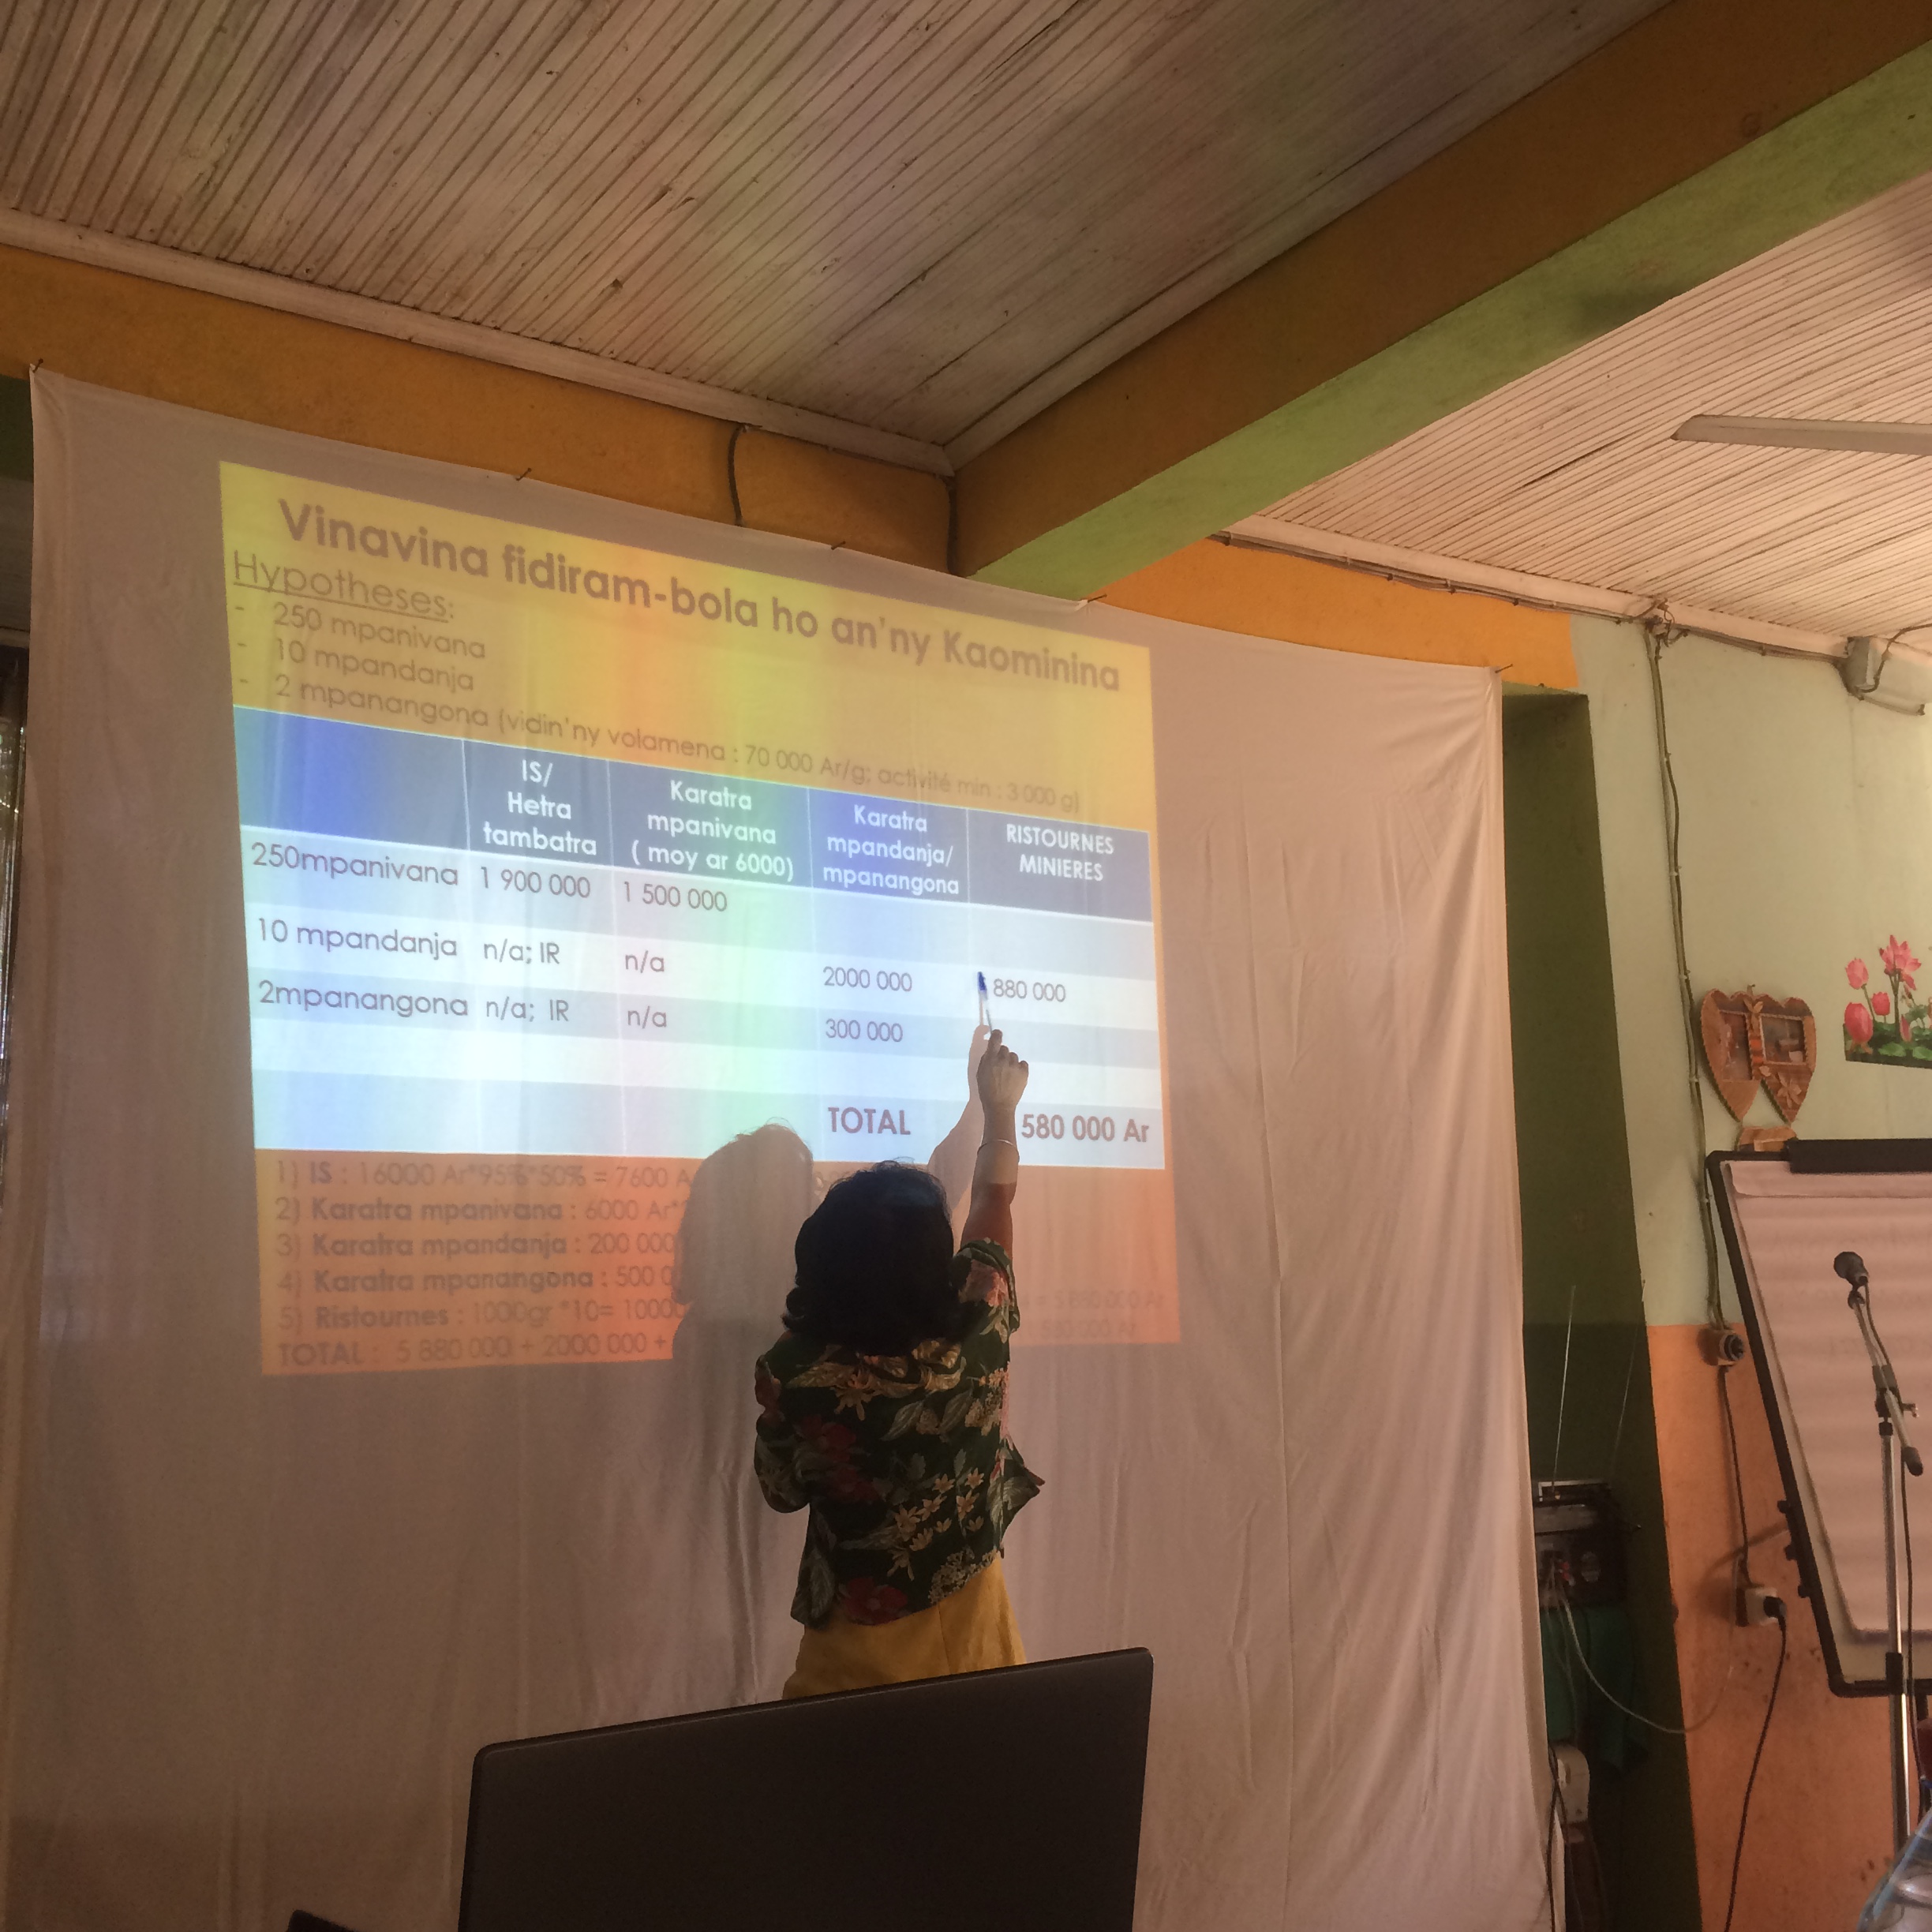 Vinavina fidiram-bola ho an'ny Kaominina
Hypotheses:
- 250 mpanivana
- 10 mpandanja
- 2 mpanangona (vidin'ny volamena : 70 000 Ar/g; activité min : 3 000 g)
IS/ Hetra tambatra
Karatra mpanivana ( moy ar 6000)
Karatra mpandanja/ mpanangona
RISTOURNES MINIERES
250mpanivana 1 900 000 1 500 000
10 mpandanja n/a; IR n/a 2000 000 880 000
2mpanangona n/a; IR n/a 300 000
TOTAL 580 000 Ar
1) IS : 16000 Ar*95%*50% = 7600
2) Karatra mpanivana : 6000 Ar*
3) Karatra mpandanja : 200 000
4) Karatra mpanangona : 500
5) Ristournes : 1000gr *10=
TOTAL : 5 880 000 + 2000 000 +